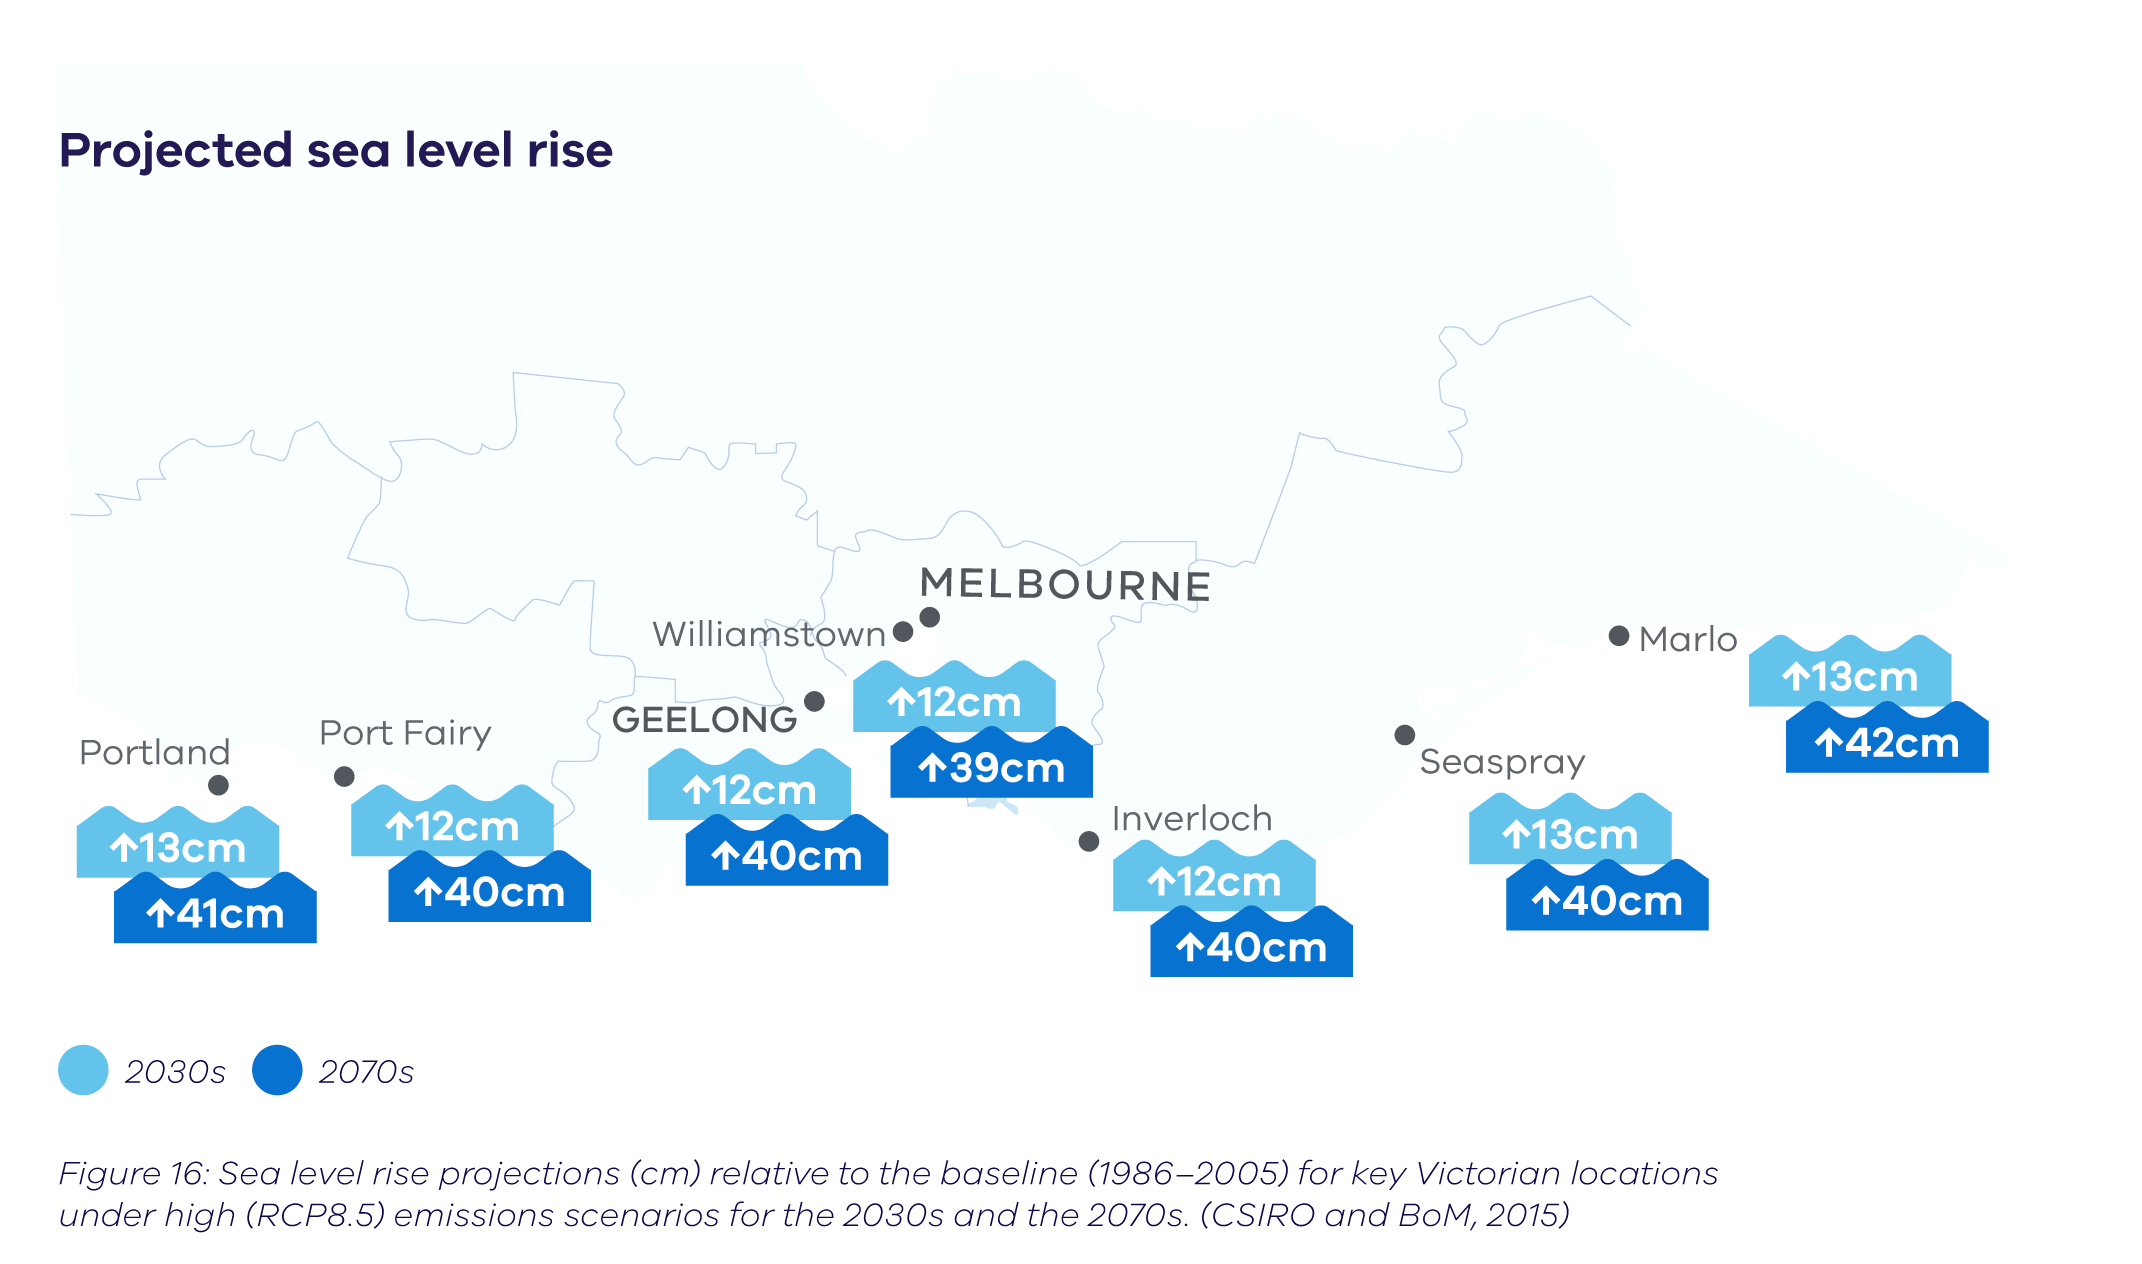 Projected sea level rise
MELBOURNE
Williamstown
Marlo
↑13cm
↑42cm
↑12cm
↑39cm
GEELONG
↑12cm
↑40cm
Port Fairy
↑12cm
↑40cm
Portland
↑13cm
↑41cm
Seaspray
↑13cm
↑40cm
Inverloch
↑12cm
↑40cm
2030s
2070s
Figure 16: Sea level rise projections (cm) relative to the baseline (1986–2005) for key Victorian locations
under high (RCP8.5) emissions scenarios for the 2030s and the 2070s. (CSIRO and BoM, 2015)